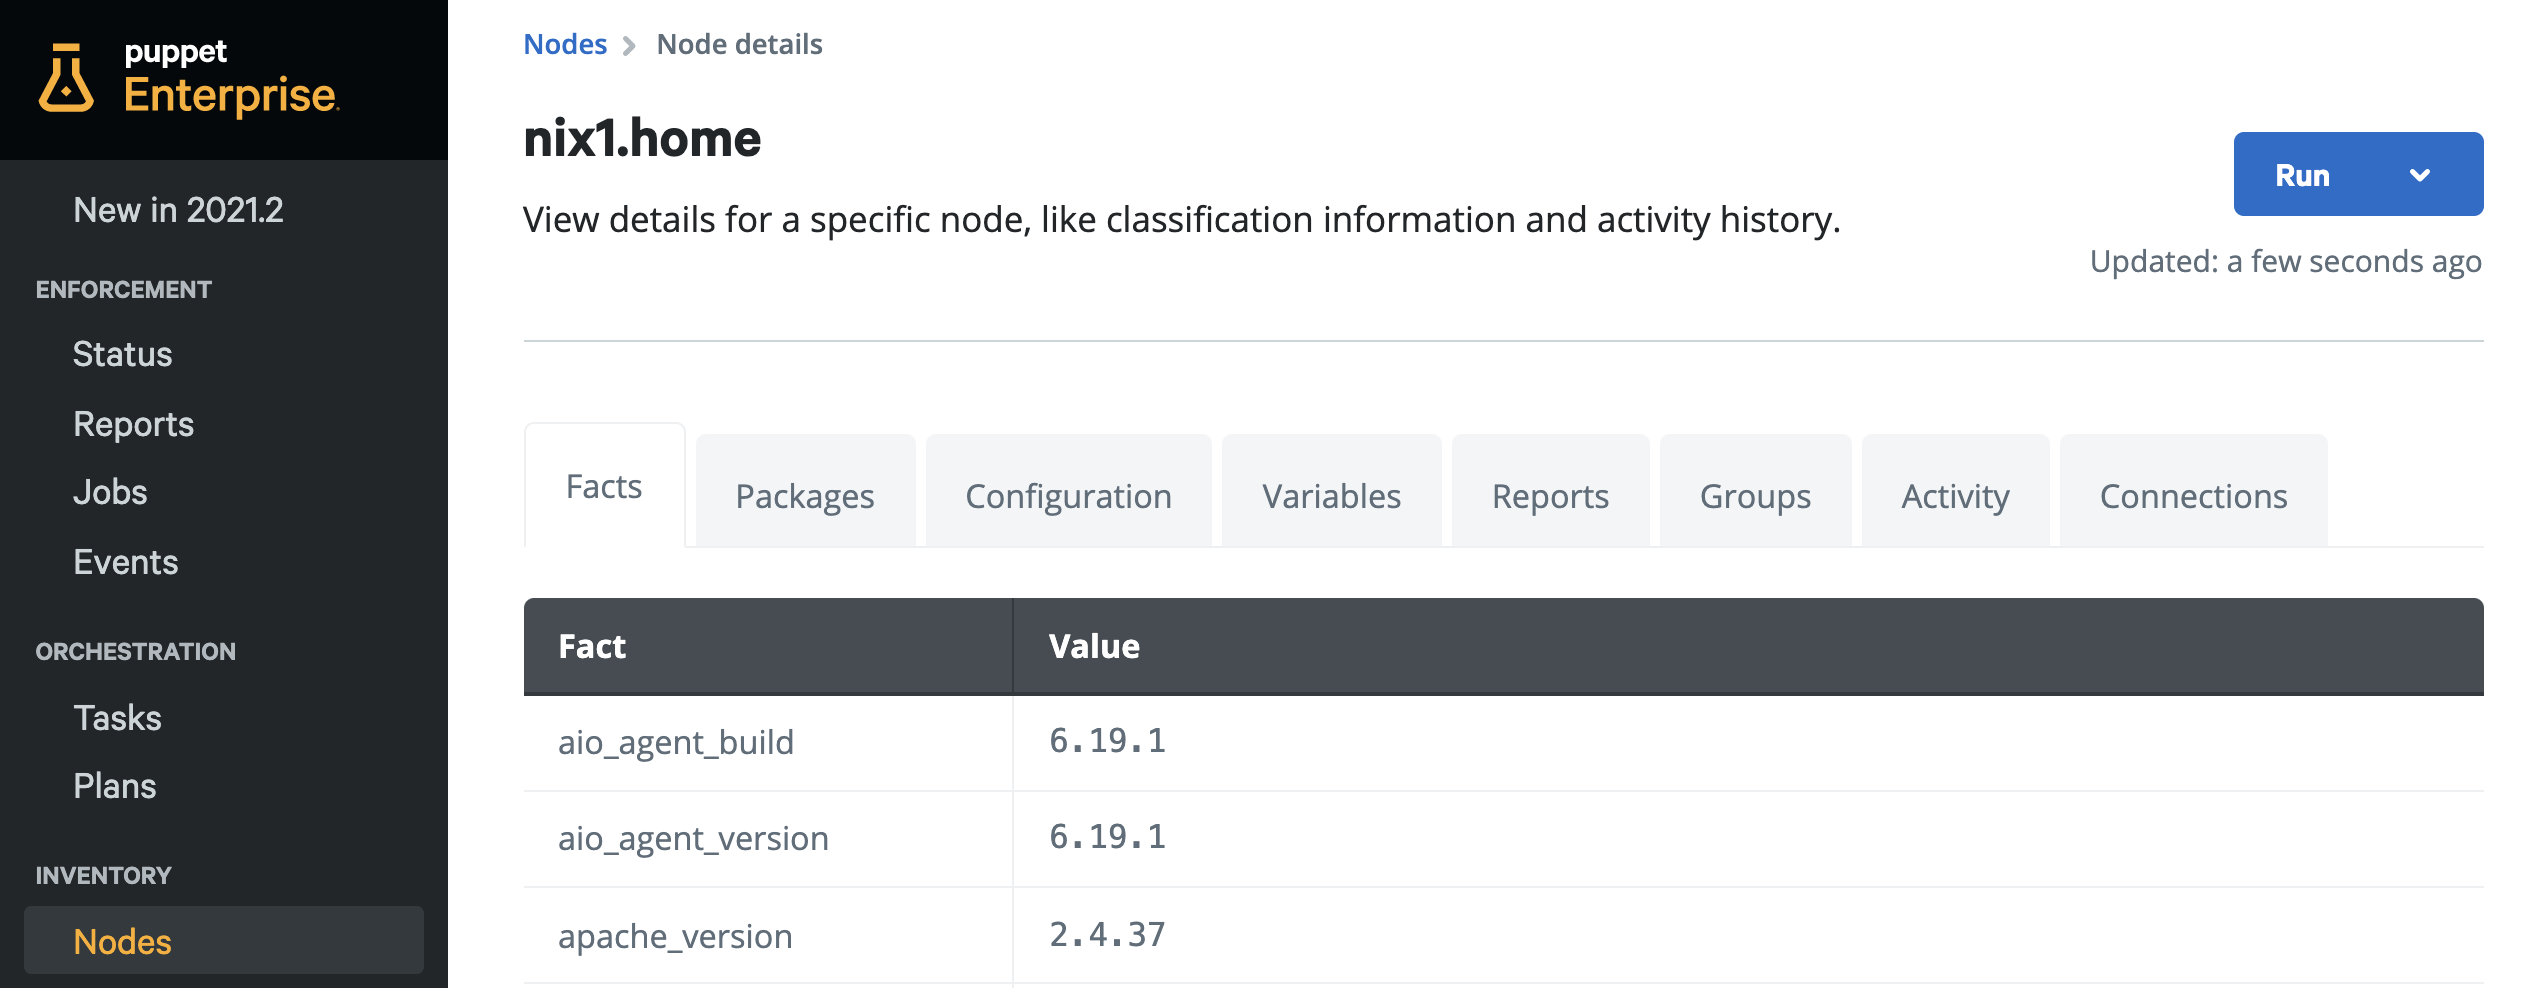 puppet
Enterprise.
New in 2021.2
ENFORCEMENT
Status
Reports
Jobs
Events
ORCHESTRATION
Tasks
Plans
INVENTORY
Nodes
Nodes > Node details
nix1.home
View details for a specific node, like classification information and activity history.
Run
Updated: a few seconds ago
Facts Packages Configuration Variables Reports Groups Activity Connections
Fact Value
aio_agent_build 6.19.1
aio_agent_version 6.19.1
apache_version 2.4.37